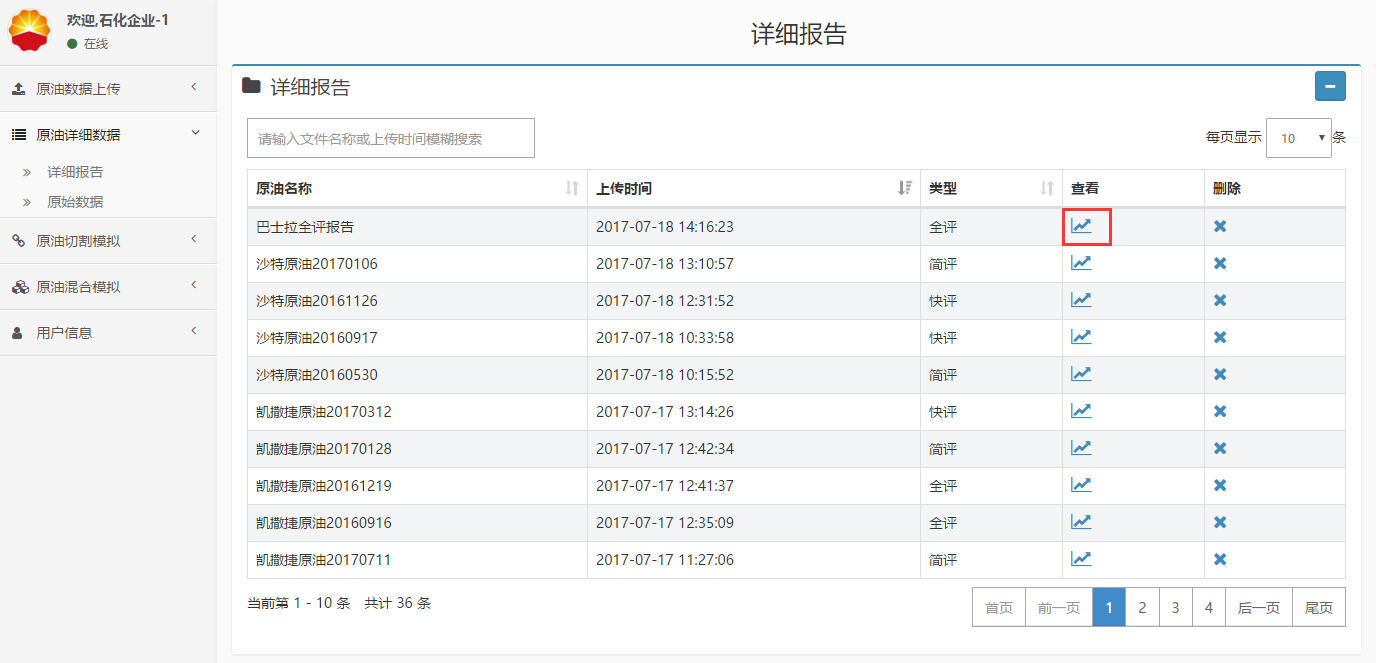 欢迎,石化企业-1
在线
原油数据上传
原油详细数据
详细报告
原始数据
原油切割模拟
原油混合模拟
用户信息
详细报告
详细报告
请输入文件名称或上传时间模糊搜索
每页显示 10 条
原油名称 上传时间 类型 查看 删除
巴士拉全评报告 2017-07-18 14:16:23 全评
沙特原油20170106 2017-07-18 13:10:57 简评
沙特原油20161126 2017-07-18 12:31:52 快评
沙特原油20160917 2017-07-18 10:33:58 快评
沙特原油20160530 2017-07-18 10:15:52 简评
凯撒捷原油20170312 2017-07-17 13:14:26 快评
凯撒捷原油20170128 2017-07-17 12:42:34 简评
凯撒捷原油20161219 2017-07-17 12:41:37 全评
凯撒捷原油20160916 2017-07-17 12:35:09 全评
凯撒捷原油20170711 2017-07-17 11:27:06 简评
当前第 1 - 10 条 共计 36 条
首页 前一页 1 2 3 4 后一页 尾页